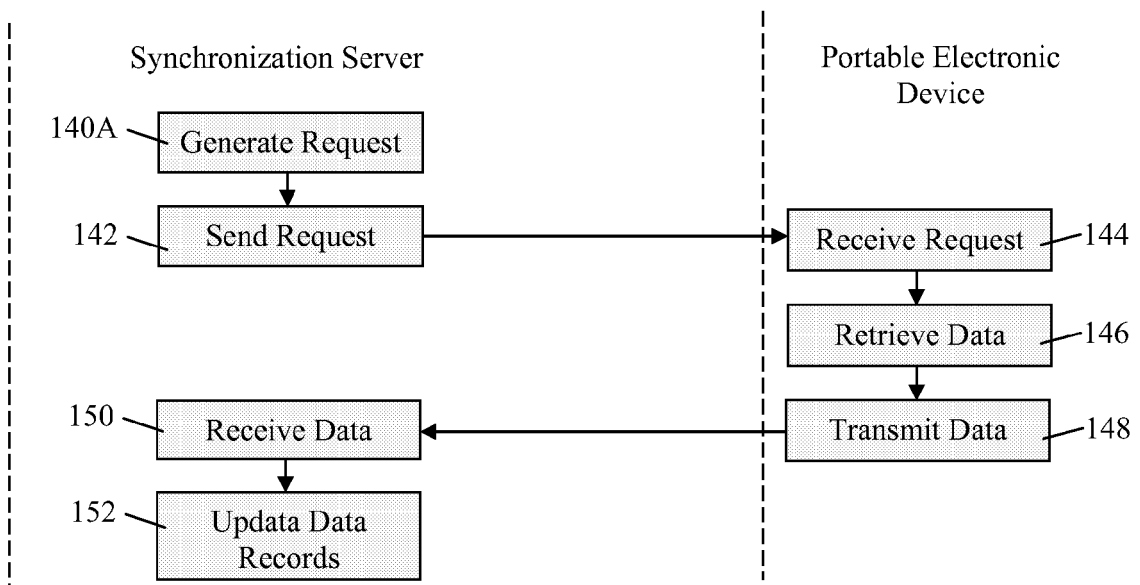 Synchronization Server
Portable Electronic
Device
140A
Generate Request
142
Send Request
Receive Request
144
Retrieve Data
146
150
Receive Data
Transmit Data
148
152
Updata Data
Records